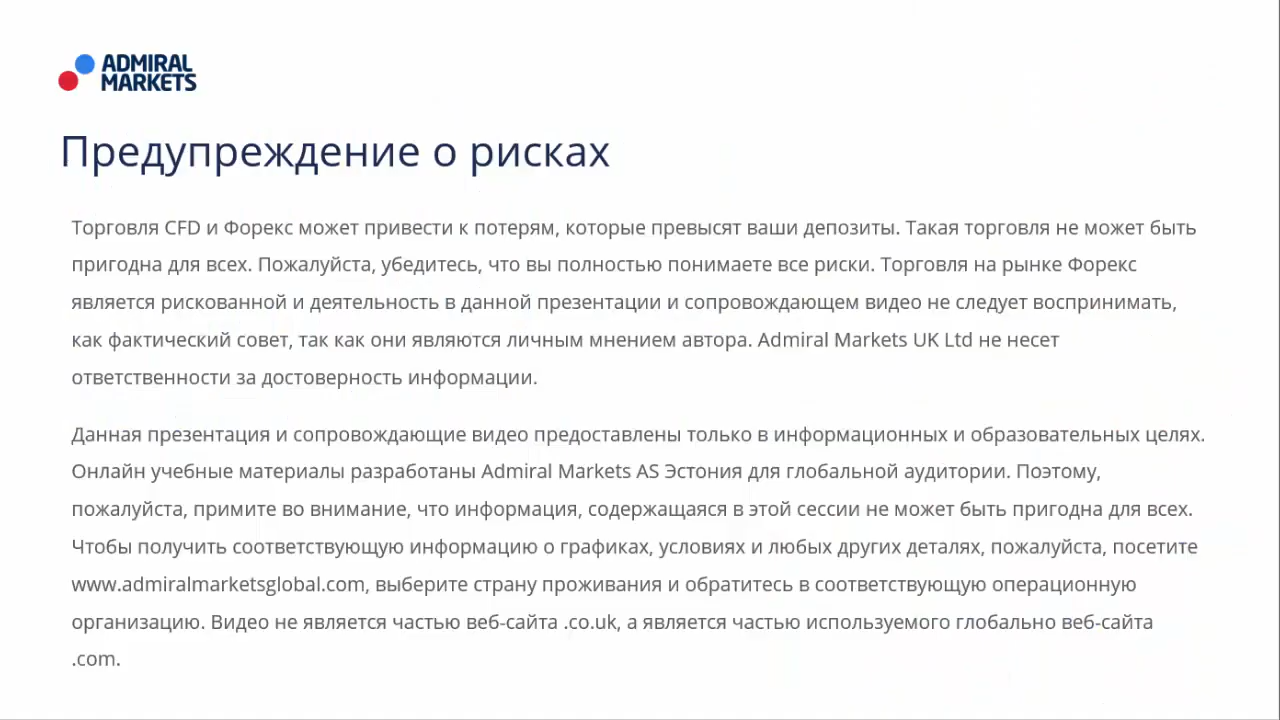 ADMIRAL
MARKETS
Предупреждение о рисках
Торговля CFD и Форекс может привести к потерям, которые превысят ваши депозиты. Такая торговля не может быть
пригодна для всех. Пожалуйста, убедитесь, что вы полностью понимаете все риски. Торговля на рынке Форекс
является рискованной и деятельность в данной презентации и сопровождающем видео не следует воспринимать,
как фактический совет, так как они являются личным мнением автора. Admiral Markets UK Ltd не несет
ответственности за достоверность информации.
Данная презентация и сопровождающие видео предоставлены только в информационных и образовательных целях.
Онлайн учебные материалы разработаны Admiral Markets AS Эстония для глобальной аудитории. Поэтому,
пожалуйста, примите во внимание, что информация, содержащаяся в этой сессии не может быть пригодна для всех.
Чтобы получить соответствующую информацию о графиках, условиях и любых других деталях, пожалуйста, посетите
www.admiralmarketsglobal.com, выберите страну проживания и обратитесь в соответствующую операционную
организацию. Видео не является частью веб-сайта .co.uk, а является частью используемого глобально веб-сайта
.com.